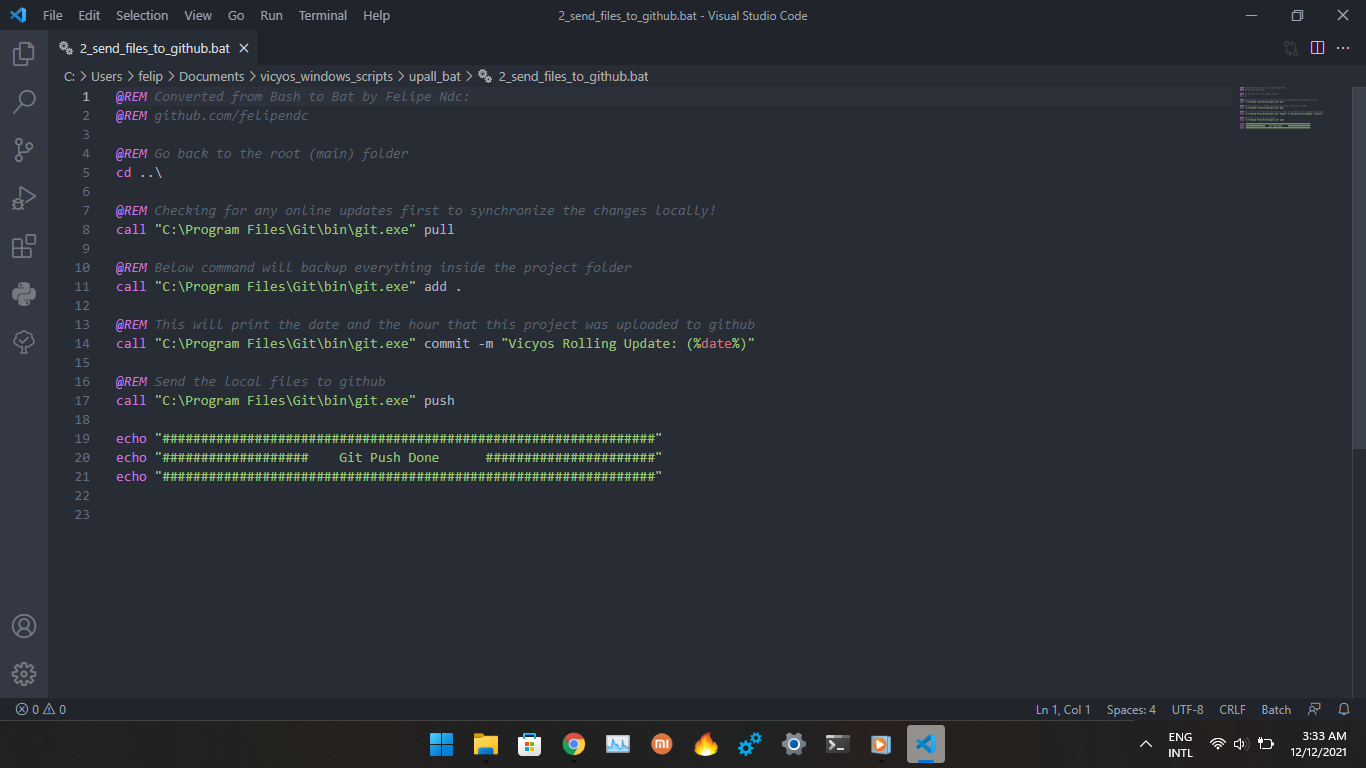 File Edit Selection View Go Run Terminal Help 2_send_files_to_github.bat - Visual Studio Code
2_send_files_to_github.bat
C: > Users > felip > Documents > vicyos_windows_scripts > upall_bat > 2_send_files_to_github.bat
1 @REM Converted from Bash to Bat by Felipe Ndc:
2 @REM github.com/felipendc
3
4 @REM Go back to the root (main) folder
5 cd ..\
6
7 @REM Checking for any online updates first to synchronize the changes locally!
8 call "C:\Program Files\Git\bin\git.exe" pull
9
10 @REM Below command will backup everything inside the project folder
11 call "C:\Program Files\Git\bin\git.exe" add .
12
13 @REM This will print the date and the hour that this project was uploaded to github
14 call "C:\Program Files\Git\bin\git.exe" commit -m "Vicyos Rolling Update: (%date%)"
15
16 @REM Send the local files to github
17 call "C:\Program Files\Git\bin\git.exe" push
18
19 echo "################################################################"
20 echo "###################    Git Push Done      ######################"
21 echo "################################################################"
22
23
0 0 Ln 1, Col 1 Spaces: 4 UTF-8 CRLF Batch
mi
ENG
INTL
3:33 AM
12/12/2021